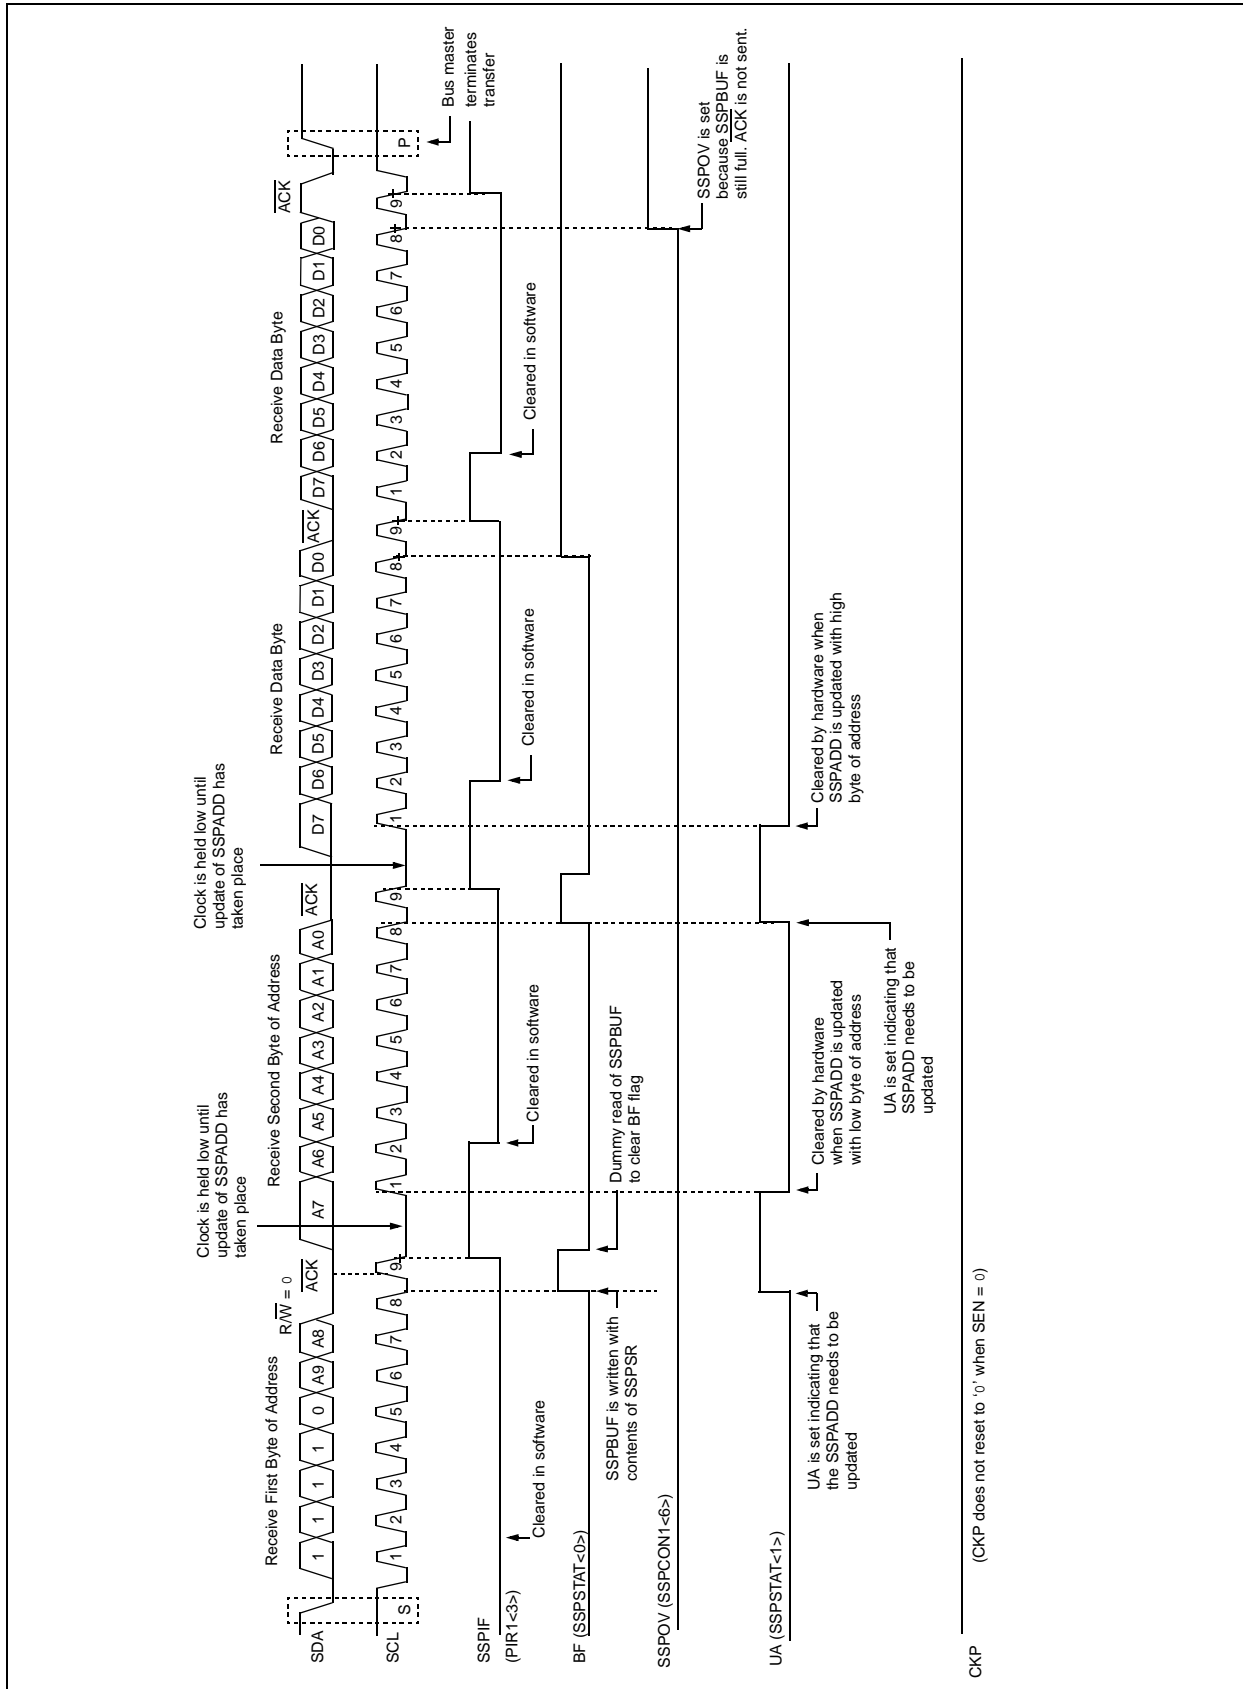 Receive First Byte of Address
R/W = 0
ACK
Clock is held low until
update of SSPADD has
taken place
Receive Second Byte of Address
ACK
Clock is held low until
update of SSPADD has
taken place
Receive Data Byte
ACK
Receive Data Byte
ACK
SDA
1 1 1 1 0 A9 A8 A7 A6 A5 A4 A3 A2 A1 A0 D7 D6 D5 D4 D3 D2 D1 D0 D7 D6 D5 D4 D3 D2 D1 D0
SCL
S 1 2 3 4 5 6 7 8 9 1 2 3 4 5 6 7 8 9 1 2 3 4 5 6 7 8 9 1 2 3 4 5 6 7 8 9 P
Bus master
terminates
transfer
SSPIF
(PIR1<3>)
Cleared in software
Cleared in software
Cleared in software
Cleared in software
BF (SSPSTAT<0>)
SSPBUF is written with
contents of SSPSR
Dummy read of SSPBUF
to clear BF flag
SSPOV (SSPCON1<6>)
SSPOV is set
because SSPBUF is
still full. ACK is not sent.
UA (SSPSTAT<1>)
UA is set indicating that
the SSPADD needs to be
updated
Cleared by hardware
when SSPADD is updated
with low byte of address
UA is set indicating that
SSPADD needs to be
updated
Cleared by hardware when
SSPADD is updated with high
byte of address
CKP
(CKP does not reset to ‘0’ when SEN = 0)